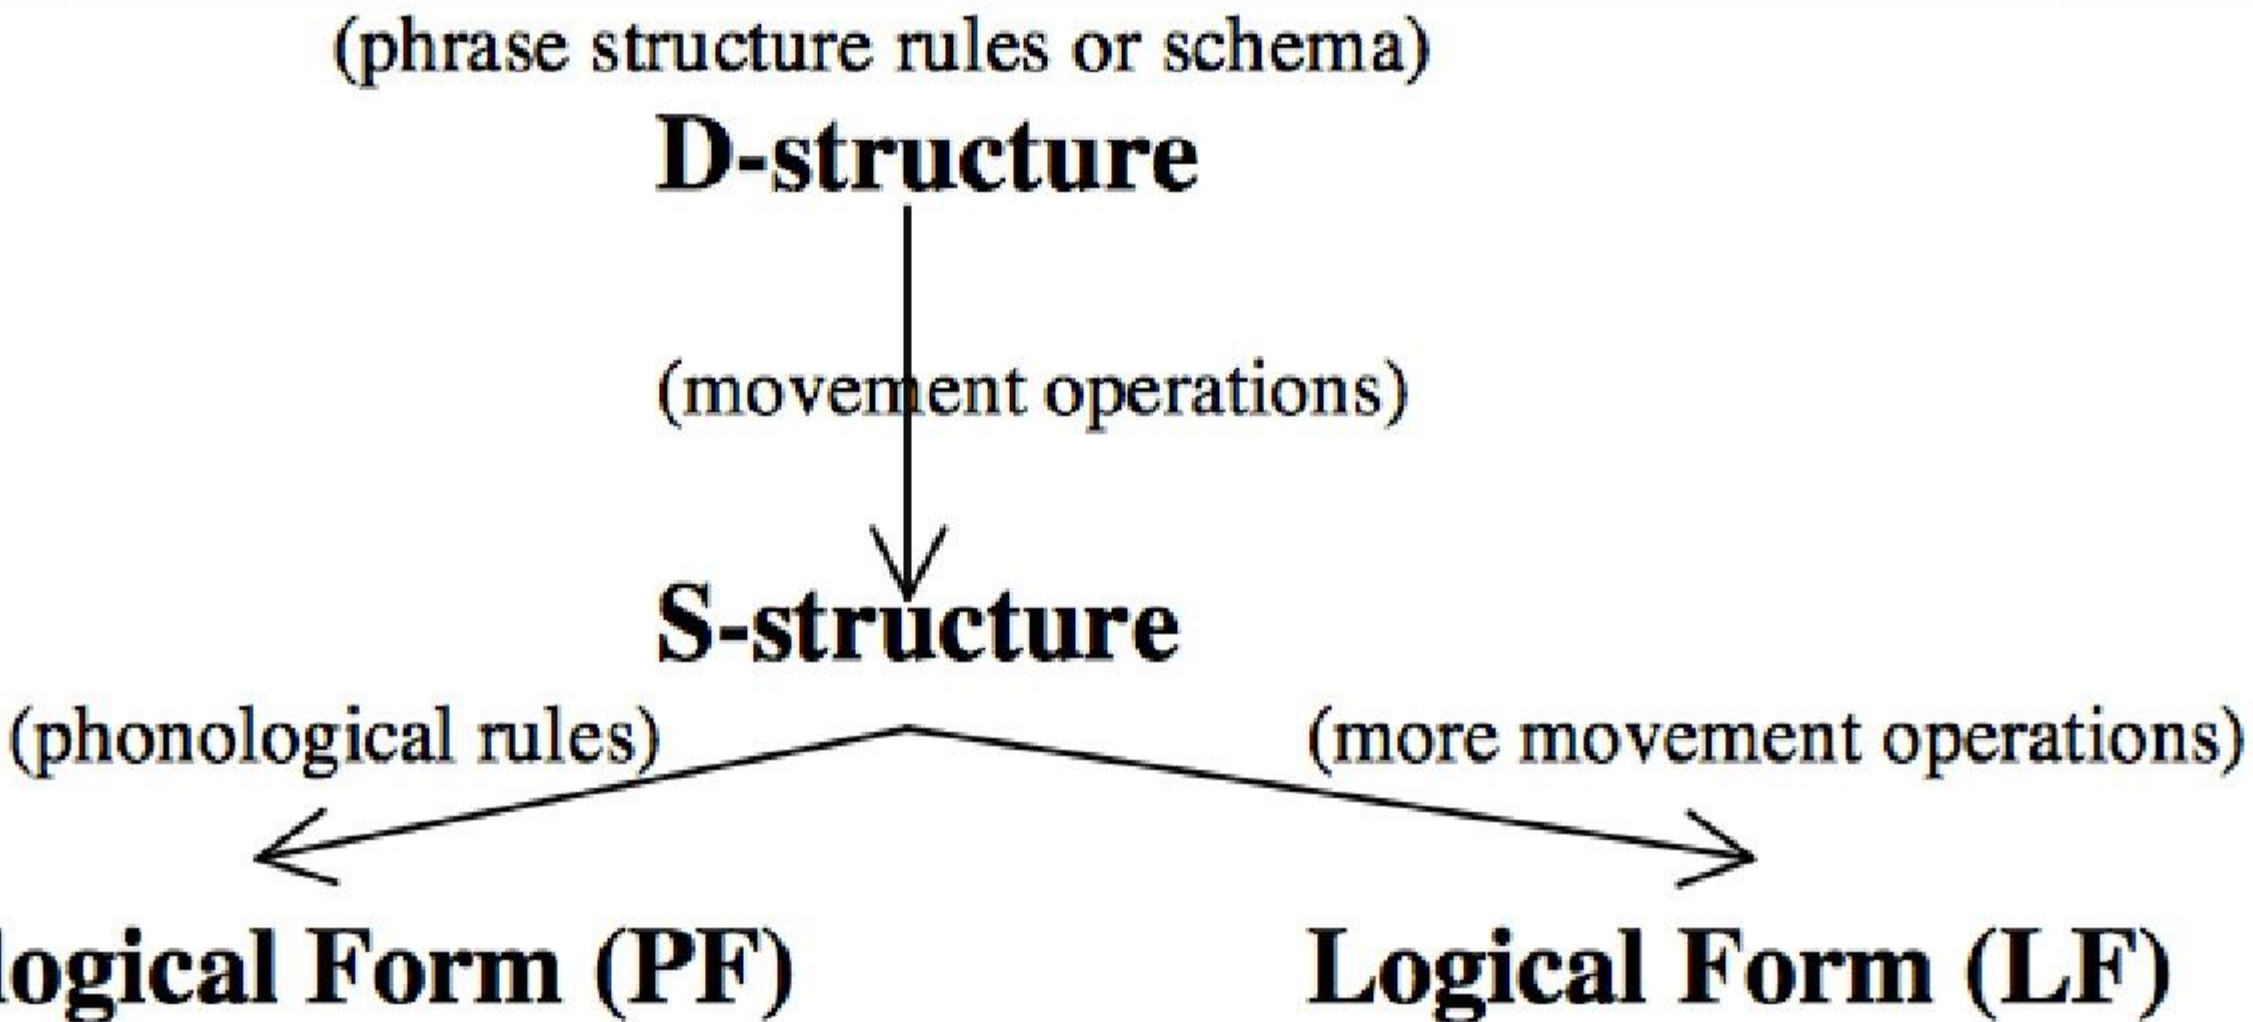 (phrase structure rules or schema)
D-structure
(movement operations)
S-structure
(phonological rules) (more movement operations)
logical Form (PF) Logical Form (LF)